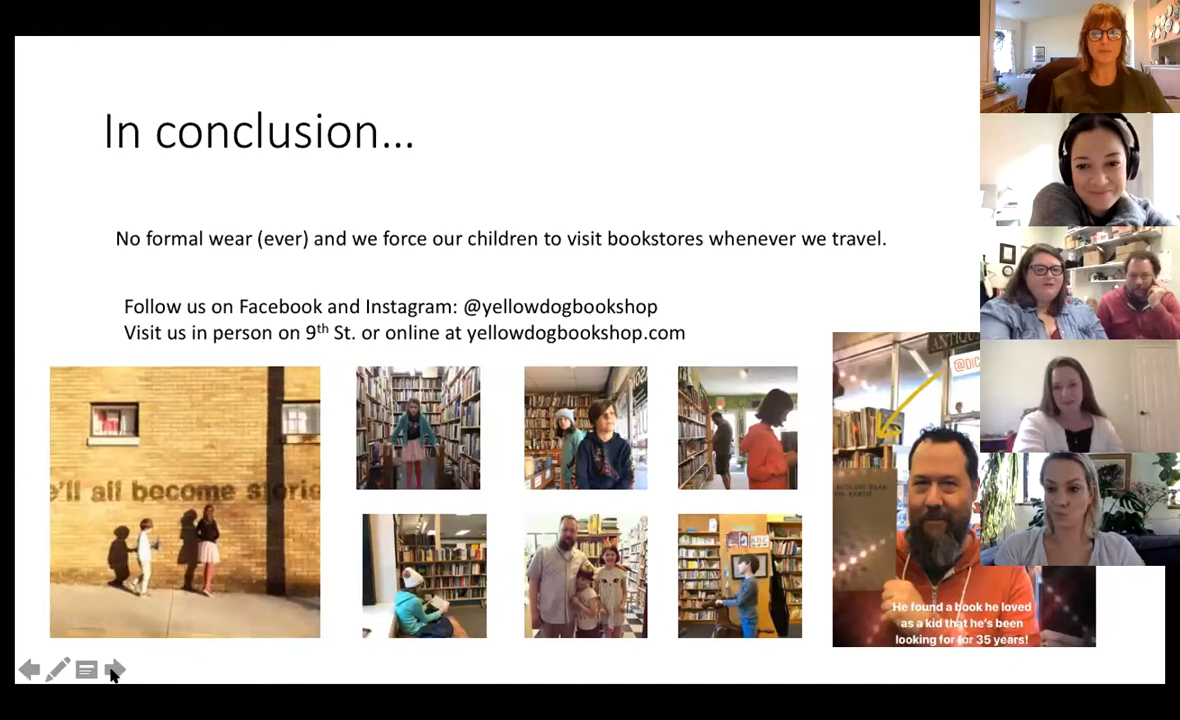 In conclusion...
No formal wear (ever) and we force our children to visit bookstores whenever we travel.
Follow us on Facebook and Instagram: @yellowdogbookshop
Visit us in person on 9th St. or online at yellowdogbookshop.com
e'll all become stories
ANTIQU
He found a book he loved
as a kid that he's been
looking for for 35 years!